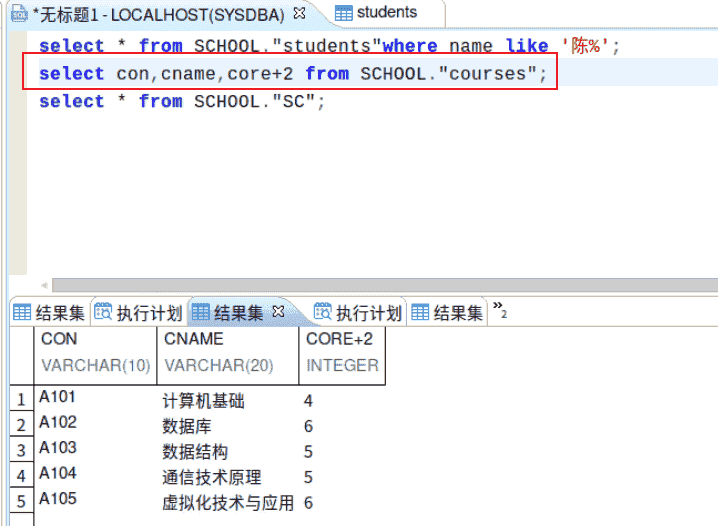 *无标题1 - LOCALHOST(SYSDBA) students
select * from SCHOOL."students"where name like '陈%';
select con,cname,core+2 from SCHOOL."courses";
select * from SCHOOL."SC";
结果集 执行计划 结果集 执行计划 结果集 »2
CON CNAME CORE+2
VARCHAR(10) VARCHAR(20) INTEGER
1 A101 计算机基础 4
2 A102 数据库 6
3 A103 数据结构 5
4 A104 通信技术原理 5
5 A105 虚拟化技术与应用 6